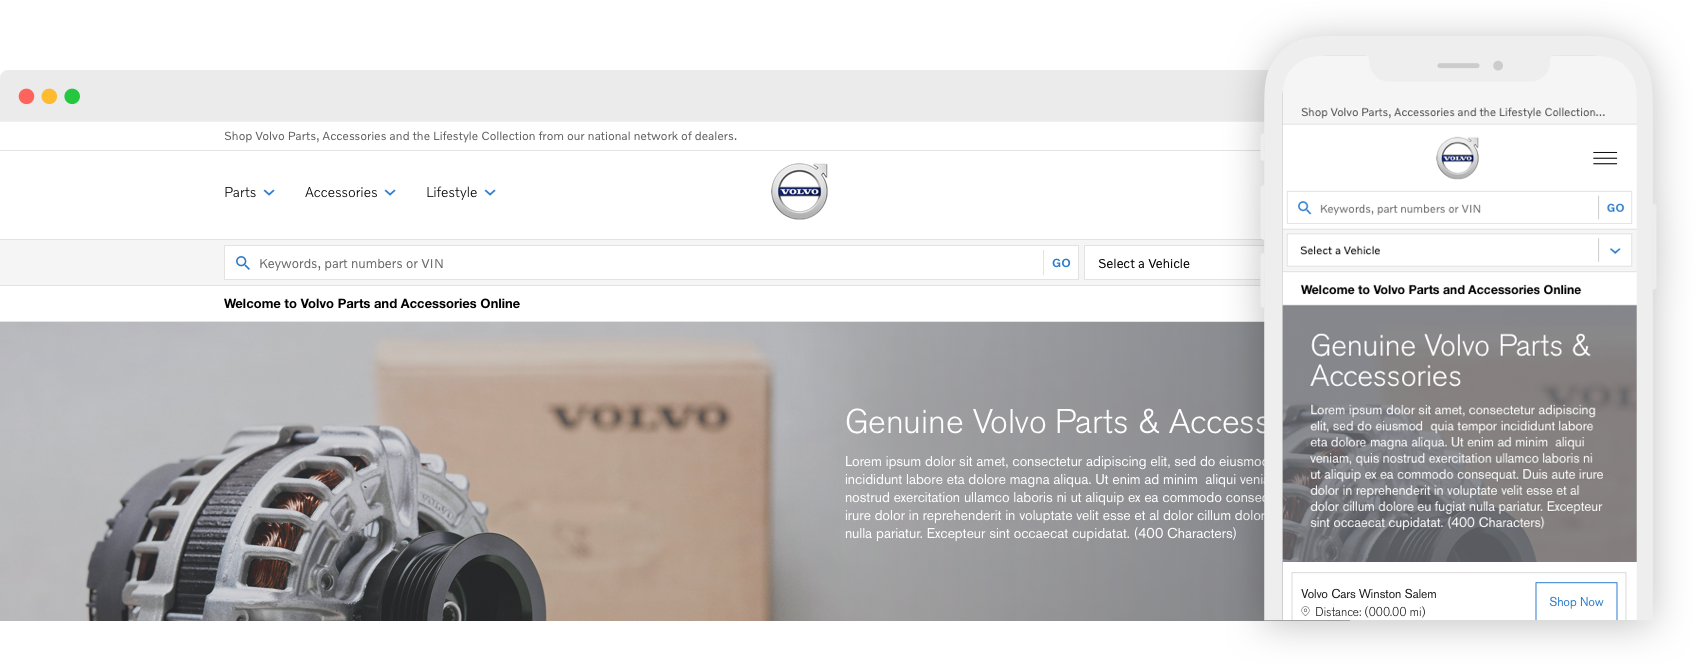 Shop Volvo Parts, Accessories and the Lifestyle Collection from our national network of dealers.
Parts
Accessories
Lifestyle
VOLVO
Keywords, part numbers or VIN
GO
Select a Vehicle
Welcome to Volvo Parts and Accessories Online
VOLVO
Genuine Volvo Parts & Access
Lorem ipsum dolor sit amet, consectetur adipiscing elit, sed do eiusmod
incididunt labore eta dolore magna aliqua. Ut enim ad minim  aliqui veni
nostrud exercitation ullamco laboris ni ut aliquip ex ea commodo conseq
irure dolor in reprehenderit in voluptate velit esse et al dolor cillum dolor
nulla pariatur. Excepteur sint occaecat cupidatat. (400 Characters)
Shop Volvo Parts, Accessories and the Lifestyle Collection...
VOLVO
Keywords, part numbers or VIN
GO
Select a Vehicle
Welcome to Volvo Parts and Accessories Online
Genuine Volvo Parts &
Accessories
Lorem ipsum dolor sit amet, consectetur adipiscing
elit, sed do eiusmod  quia tempor incididunt labore
eta dolore magna aliqua. Ut enim ad minim  aliqui
veniam, quis nostrud exercitation ullamco laboris ni
ut aliquip ex ea commodo consequat. Duis aute irure
dolor in reprehenderit in voluptate velit esse et al
dolor cillum dolore eu fugiat nulla pariatur. Excepteur
sint occaecat cupidatat. (400 Characters)
Volvo Cars Winston Salem
Distance: (000.00 mi)
Shop Now